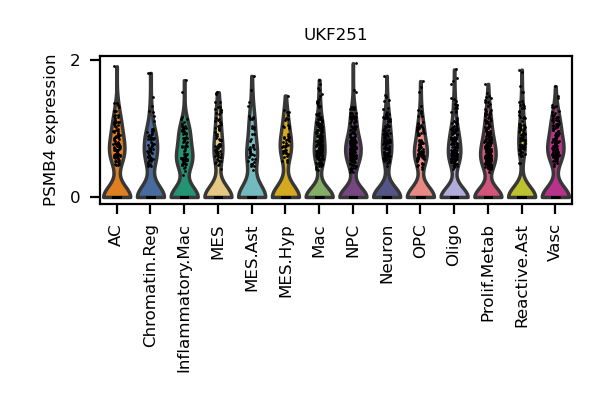 UKF251
PSMB4 expression
2
0
AC
Chromatin.Reg
Inflammatory.Mac
MES
MES.Ast
MES.Hyp
Mac
NPC
Neuron
OPC
Oligo
Prolif.Metab
Reactive.Ast
Vasc